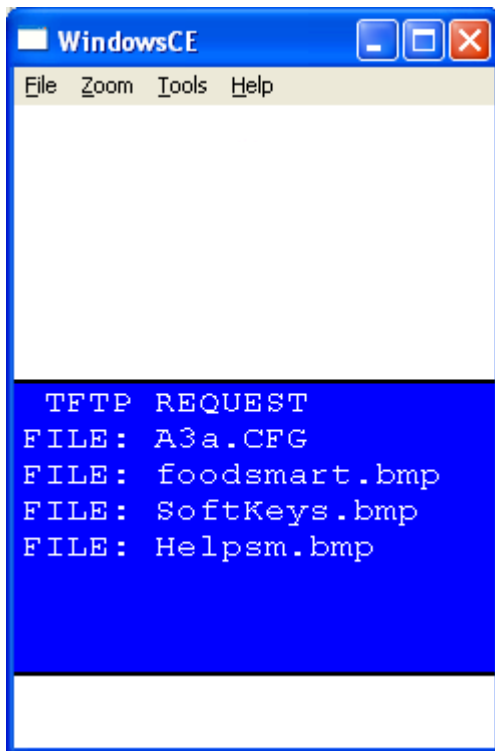 WindowsCE
File Zoom Tools Help
TFTP REQUEST
FILE: A3a.CFG
FILE: foodsmart.bmp
FILE: SoftKeys.bmp
FILE: Helpsm.bmp